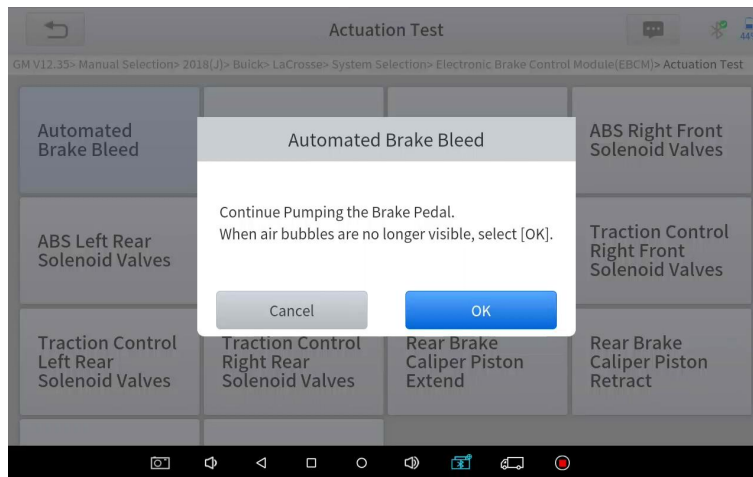 Actuation Test
GM V12.35> Manual Selection> 2018(J)> Buick> LaCrosse> System Selection> Electronic Brake Control Module(EBCM)> Actuation Test
Automated
Brake Bleed
ABS Right Front
Solenoid Valves
Automated Brake Bleed
Continue Pumping the Brake Pedal.
When air bubbles are no longer visible, select [OK].
Cancel
OK
ABS Left Rear
Solenoid Valves
Traction Control
Right Front
Solenoid Valves
Traction Control
Left Rear
Solenoid Valves
Traction Control
Right Rear
Solenoid Valves
Rear Brake
Caliper Piston
Extend
Rear Brake
Caliper Piston
Retract